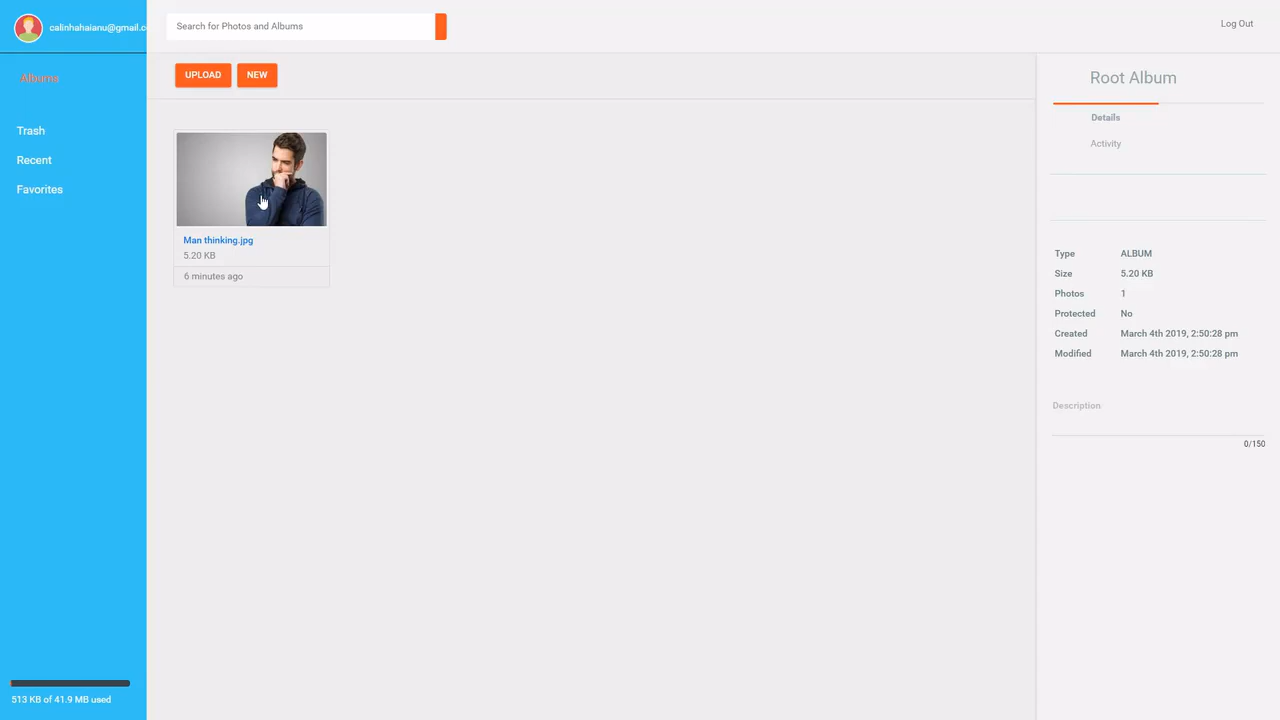 calinhahaianu@gmail.c
Search for Photos and Albums
Log Out
Albums
Trash
Recent
Favorites
UPLOAD
NEW
Man thinking.jpg
5.20 KB
6 minutes ago
Root Album
Details
Activity
Type ALBUM
Size 5.20 KB
Photos 1
Protected No
Created March 4th 2019, 2:50:28 pm
Modified March 4th 2019, 2:50:28 pm
Description
0/150
513 KB of 41.9 MB used